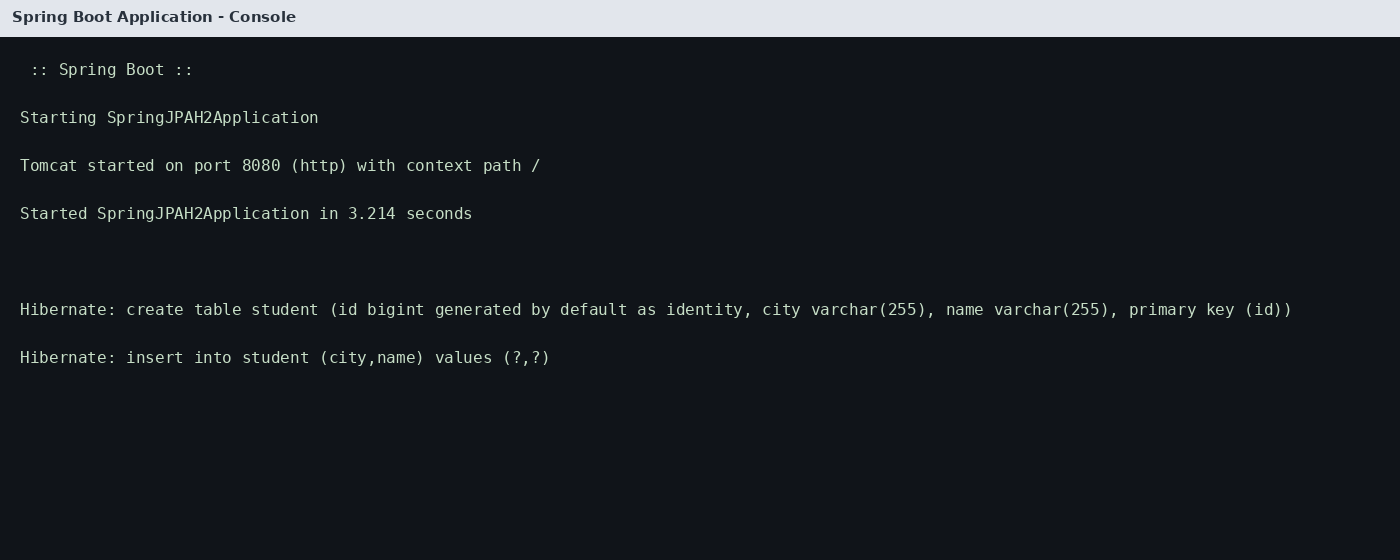 Spring Boot Application - Console
:: Spring Boot ::
Starting SpringJPAH2Application
Tomcat started on port 8080 (http) with context path /
Started SpringJPAH2Application in 3.214 seconds
Hibernate: create table student (id bigint generated by default as identity, city varchar(255), name varchar(255), primary key (id))
Hibernate: insert into student (city,name) values (?,?)